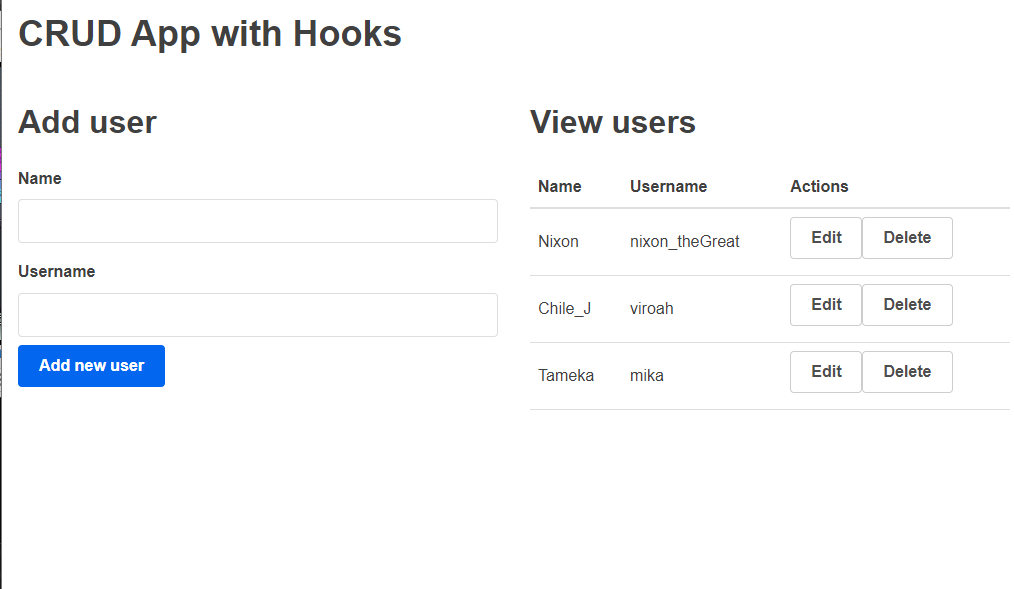 CRUD App with Hooks
Add user
Name
Username
Add new user
View users
Name Username Actions
Nixon nixon_theGreat Edit Delete
Chile_J viroah Edit Delete
Tameka mika Edit Delete